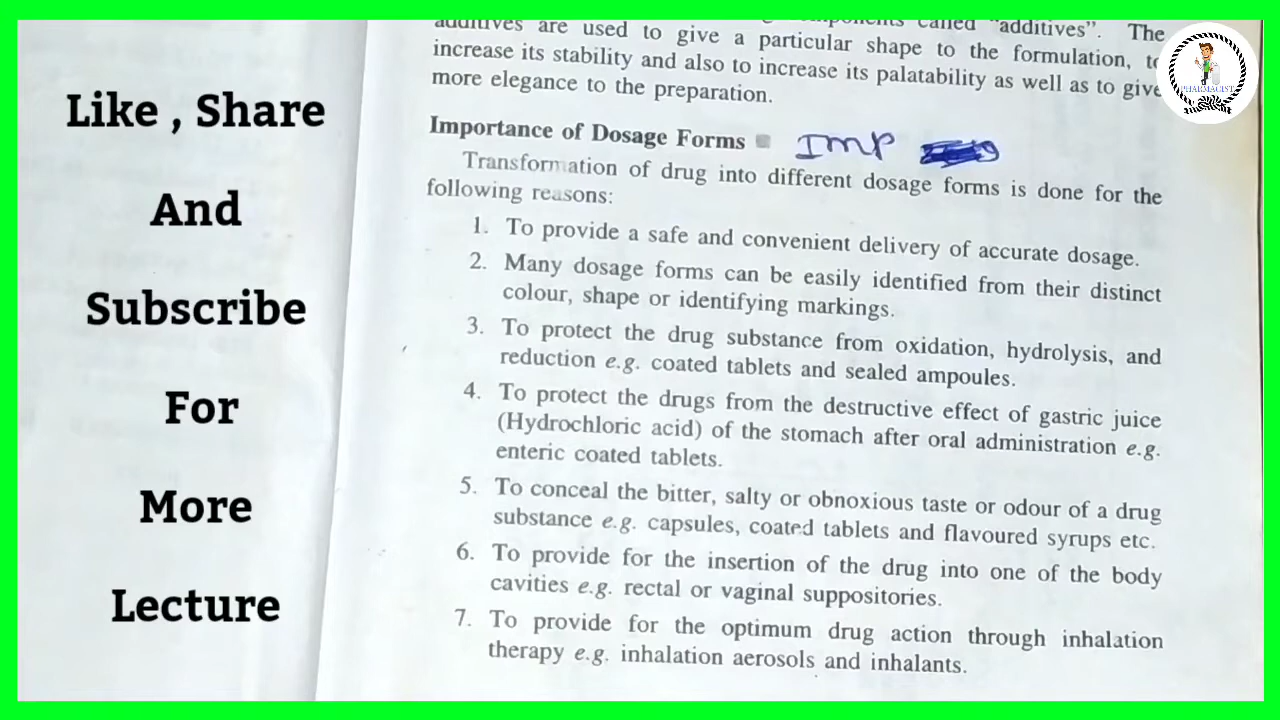 Like , Share
And
Subscribe
For
More
Lecture
components called "additives". The
additives are used to give a particular shape to the formulation, to
increase its stability and also to increase its palatability as well as to give
more elegance to the preparation.
Importance of Dosage Forms IMP
Transformation of drug into different dosage forms is done for the
following reasons:
1. To provide a safe and convenient delivery of accurate dosage.
2. Many dosage forms can be easily identified from their distinct
colour, shape or identifying markings.
3. To protect the drug substance from oxidation, hydrolysis, and
reduction e.g. coated tablets and sealed ampoules.
4. To protect the drugs from the destructive effect of gastric juice
(Hydrochloric acid) of the stomach after oral administration e.g.
enteric coated tablets.
5. To conceal the bitter, salty or obnoxious taste or odour of a drug
substance e.g. capsules, coated tablets and flavoured syrups etc.
6. To provide for the insertion of the drug into one of the body
cavities e.g. rectal or vaginal suppositories.
7. To provide for the optimum drug action through inhalation
therapy e.g. inhalation aerosols and inhalants.
PHARMACIST